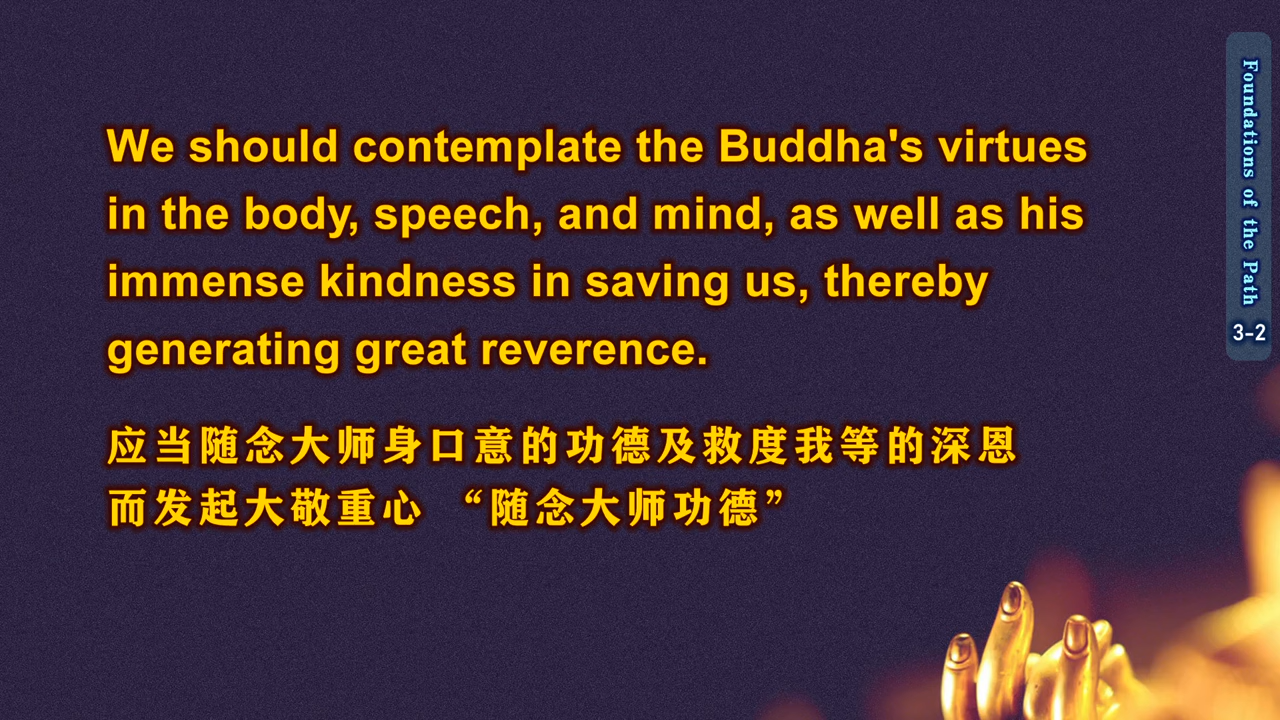 We should contemplate the Buddha's virtues
in the body, speech, and mind, as well as his
immense kindness in saving us, thereby
generating great reverence.
应当随念大师身口意的功德及救度我等的深恩
而发起大敬重心 “随念大师功德”
Foundations of the Path
3-2